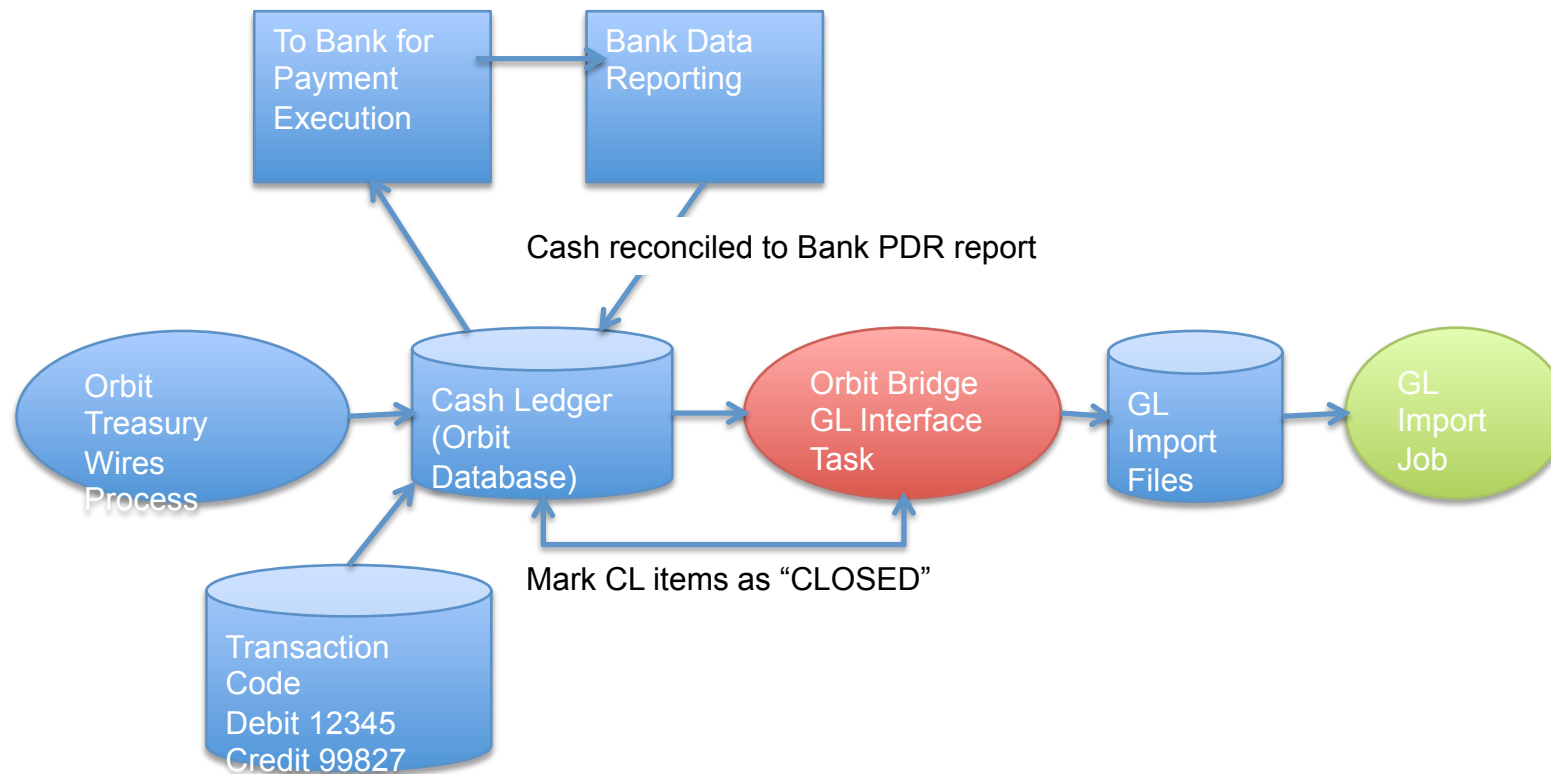 To Bank for
Payment
Execution
Bank Data
Reporting
Cash reconciled to Bank PDR report
Orbit
Treasury
Wires
Process
Cash Ledger
(Orbit
Database)
Orbit Bridge
GL Interface
Task
GL
Import
Files
GL
Import
Job
Mark CL items as “CLOSED”
Transaction
Code
Debit 12345
Credit 99827